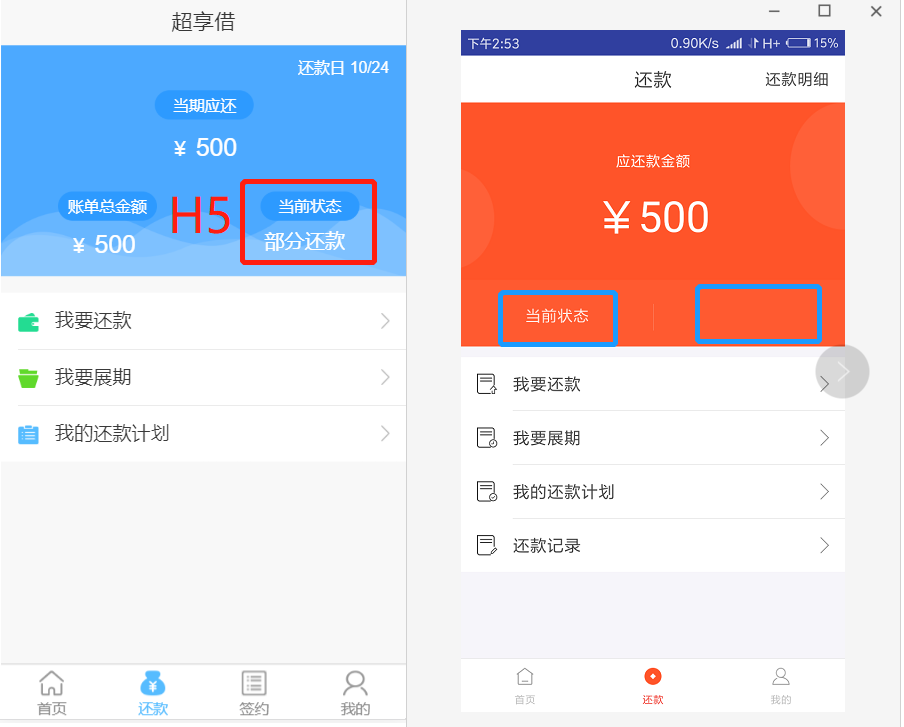 超享借
还款日 10/24
当期应还
¥ 500
账单总金额
¥ 500
H5
当前状态
部分还款
我要还款
我要展期
我的还款计划
首页
还款
签约
我的
下午2:53
0.90K/s
H+
15%
还款
还款明细
应还款金额
¥500
当前状态
我要还款
我要展期
我的还款计划
还款记录
首页
还款
我的